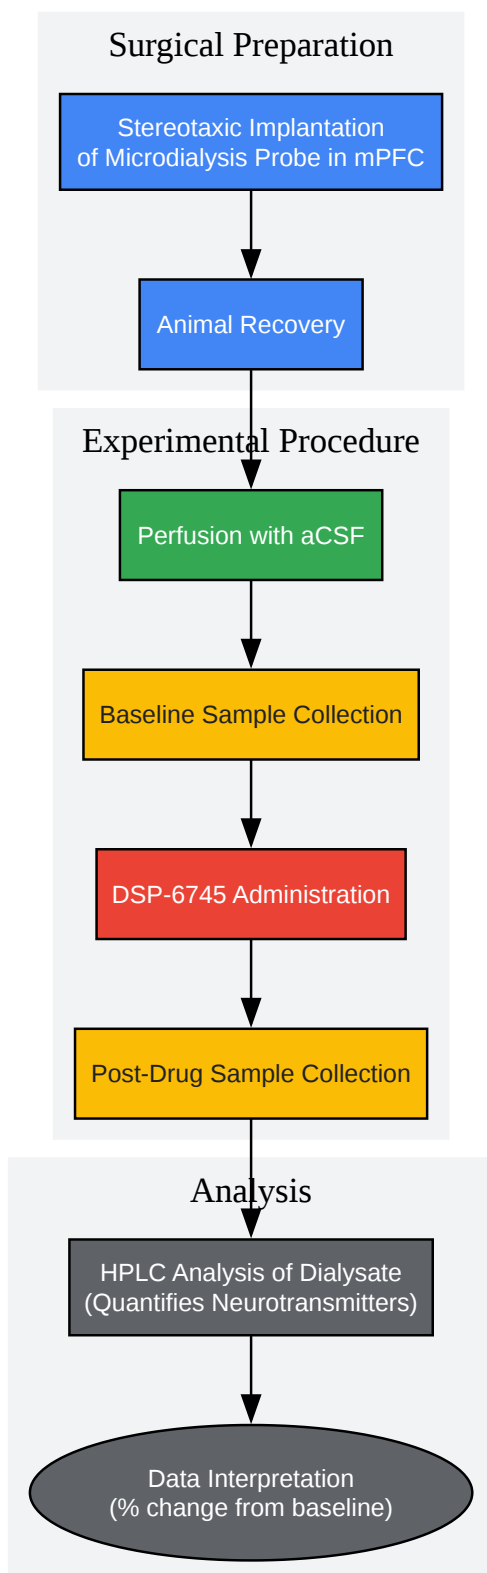 Surgical Preparation
Stereotaxic Implantation
of Microdialysis Probe in mPFC
Animal Recovery
Experimental Procedure
Perfusion with aCSF
Baseline Sample Collection
DSP-6745 Administration
Post-Drug Sample Collection
Analysis
HPLC Analysis of Dialysate
(Quantifies Neurotransmitters)
Data Interpretation
(% change from baseline)